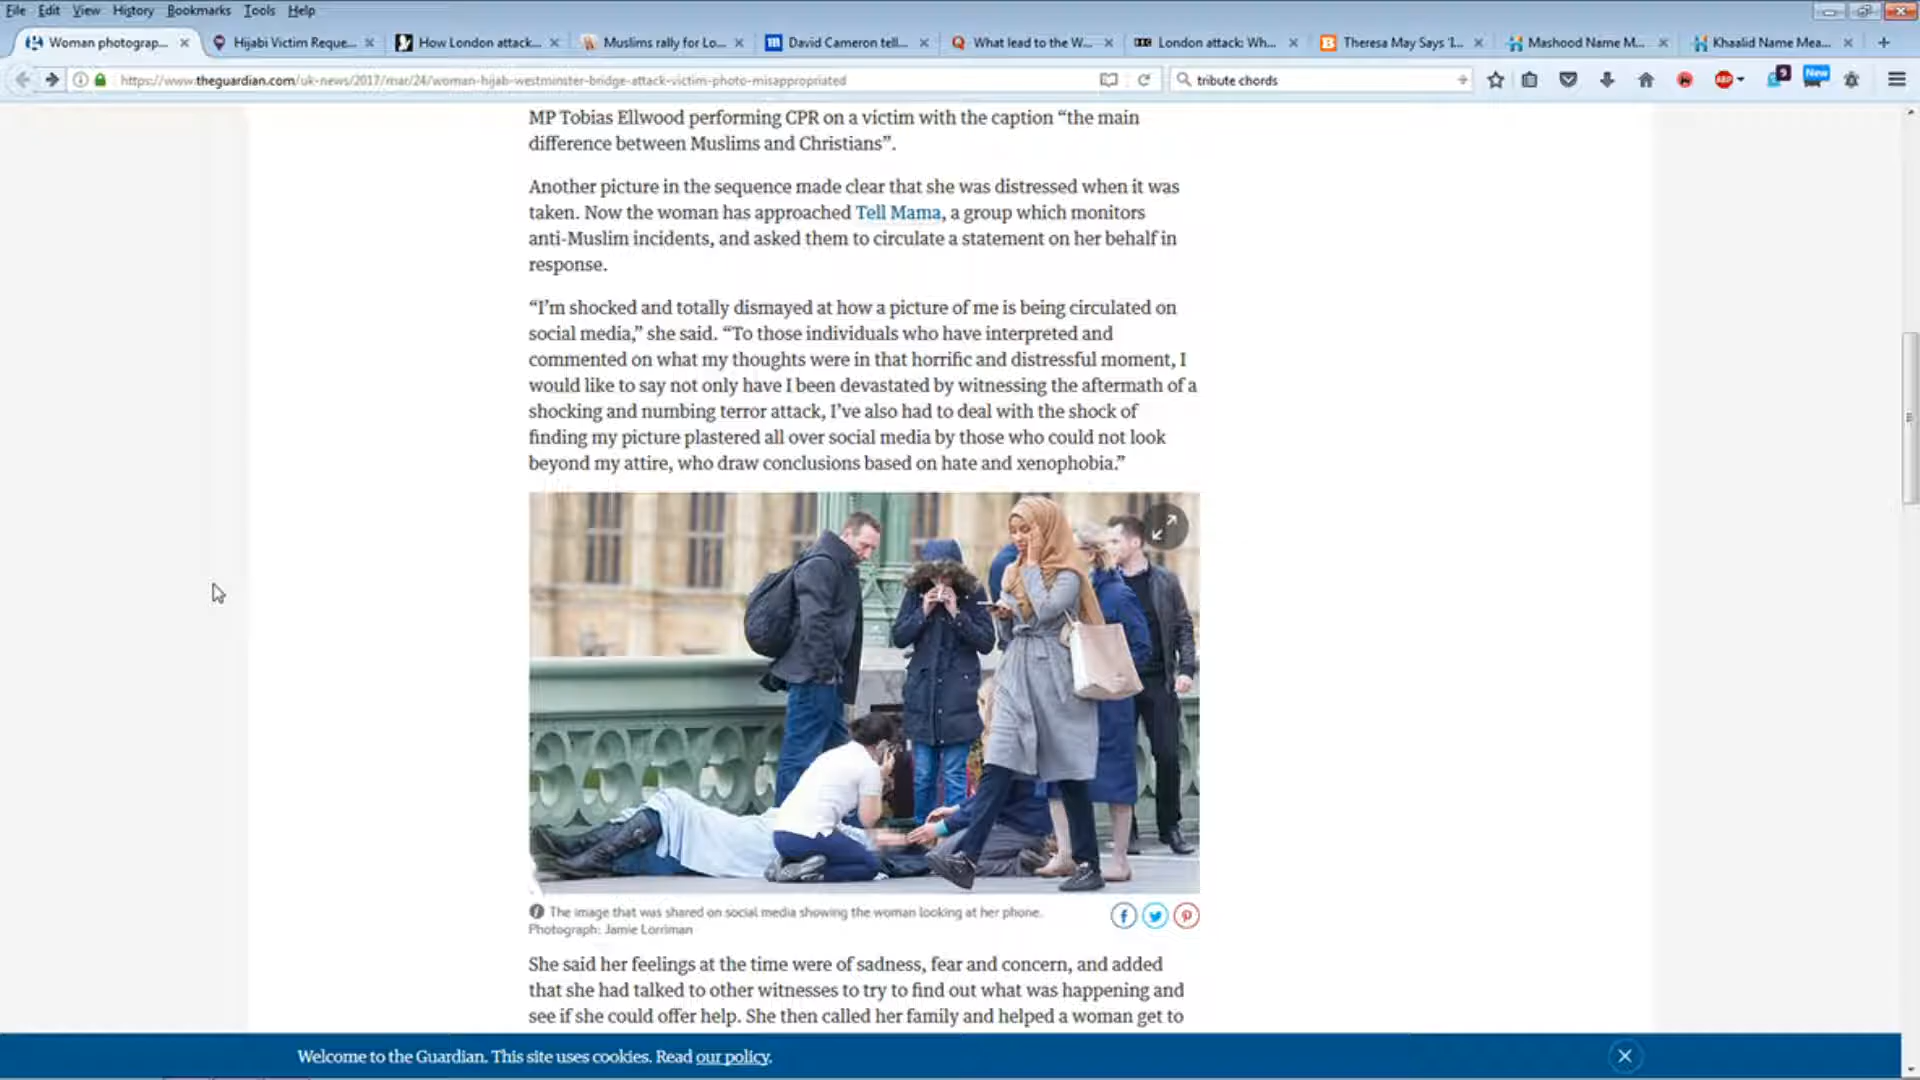 File Edit View History Bookmarks Tools Help
Woman photograp... Hijabi Victim Reque... How London attack... Muslims rally for Lo... David Cameron tell... What lead to the W... London attack: Wh... Theresa May Says 'I... Mashood Name M... Khaalid Name Mea...
https://www.theguardian.com/uk-news/2017/mar/24/woman-hijab-westminster-bridge-attack-victim-photo-misappropriated tribute chords ABP 9 New
MP Tobias Ellwood performing CPR on a victim with the caption “the main
difference between Muslims and Christians”.
Another picture in the sequence made clear that she was distressed when it was
taken. Now the woman has approached Tell Mama, a group which monitors
anti-Muslim incidents, and asked them to circulate a statement on her behalf in
response.
“I’m shocked and totally dismayed at how a picture of me is being circulated on
social media,” she said. “To those individuals who have interpreted and
commented on what my thoughts were in that horrific and distressful moment, I
would like to say not only have I been devastated by witnessing the aftermath of a
shocking and numbing terror attack, I’ve also had to deal with the shock of
finding my picture plastered all over social media by those who could not look
beyond my attire, who draw conclusions based on hate and xenophobia.”
The image that was shared on social media showing the woman looking at her phone.
Photograph: Jamie Lorriman
She said her feelings at the time were of sadness, fear and concern, and added
that she had talked to other witnesses to try to find out what was happening and
see if she could offer help. She then called her family and helped a woman get to
Welcome to the Guardian. This site uses cookies. Read our policy.